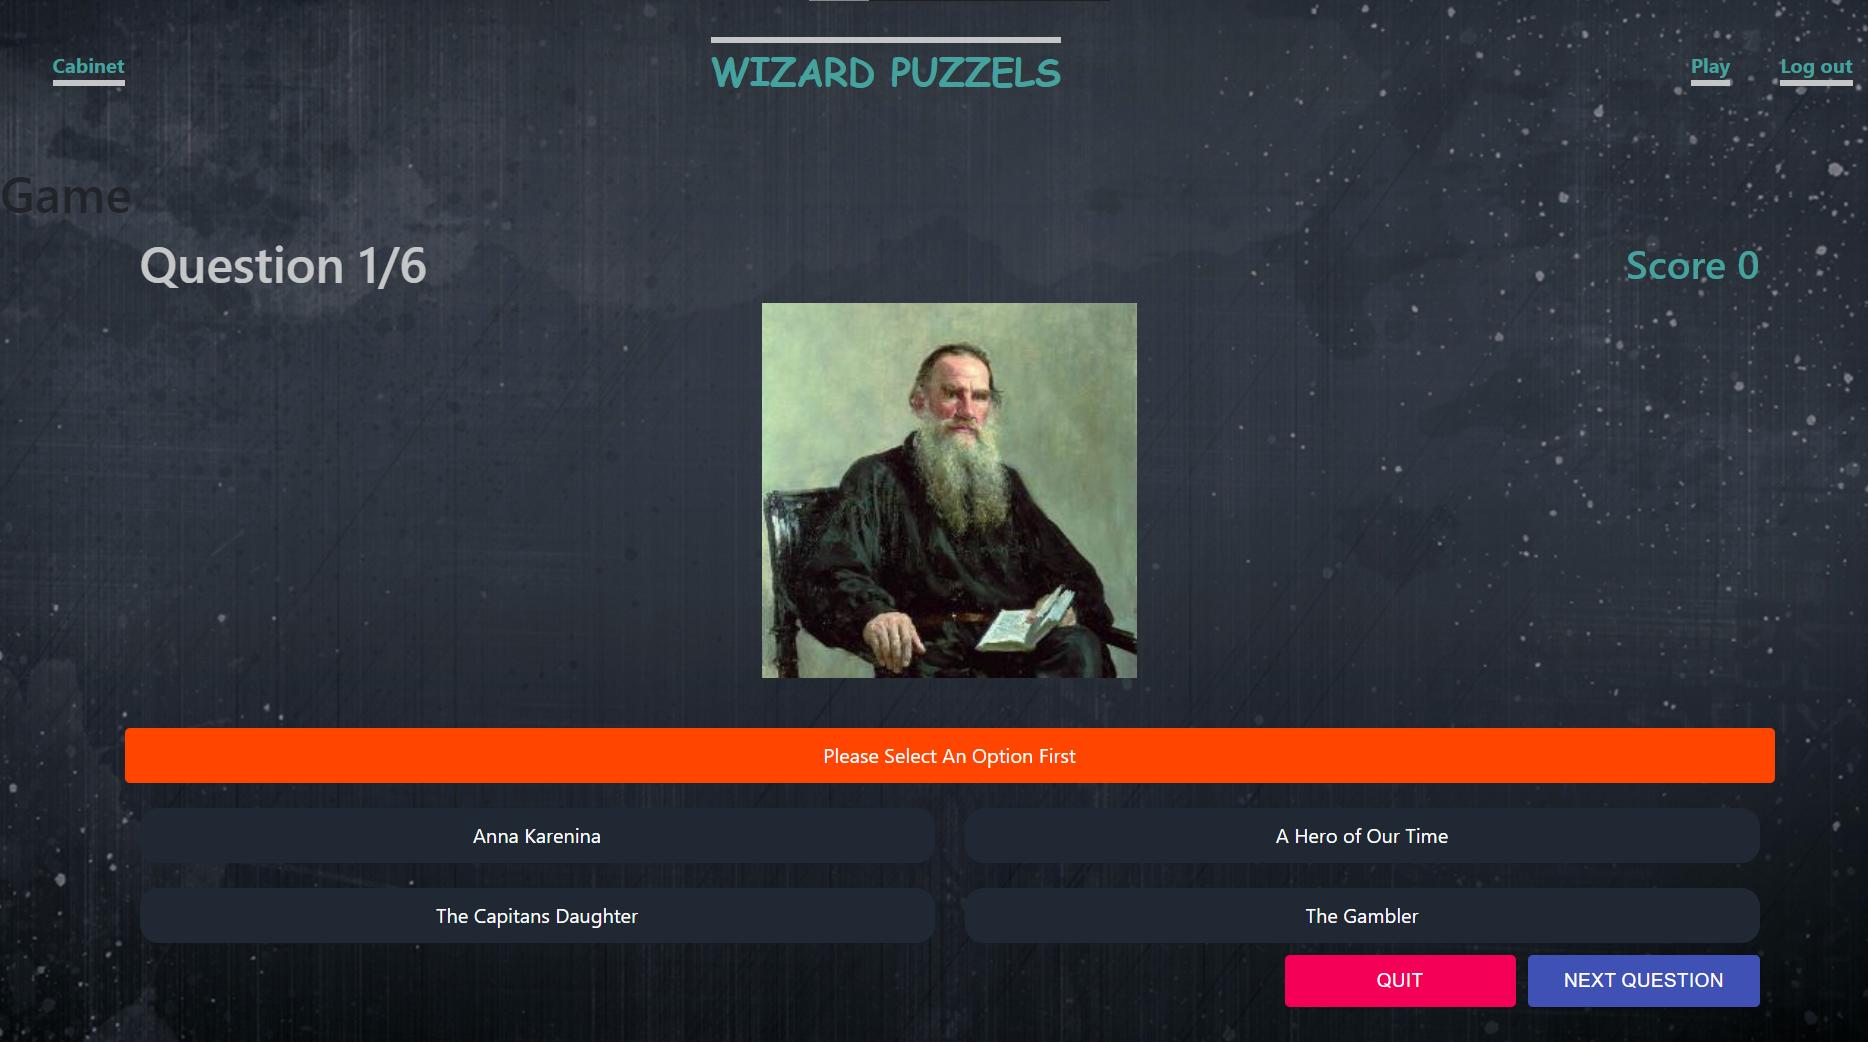 Cabinet
WIZARD PUZZELS
Play
Log out
Game
Question 1/6
Score 0
Please Select An Option First
Anna Karenina
A Hero of Our Time
The Capitans Daughter
The Gambler
QUIT
NEXT QUESTION